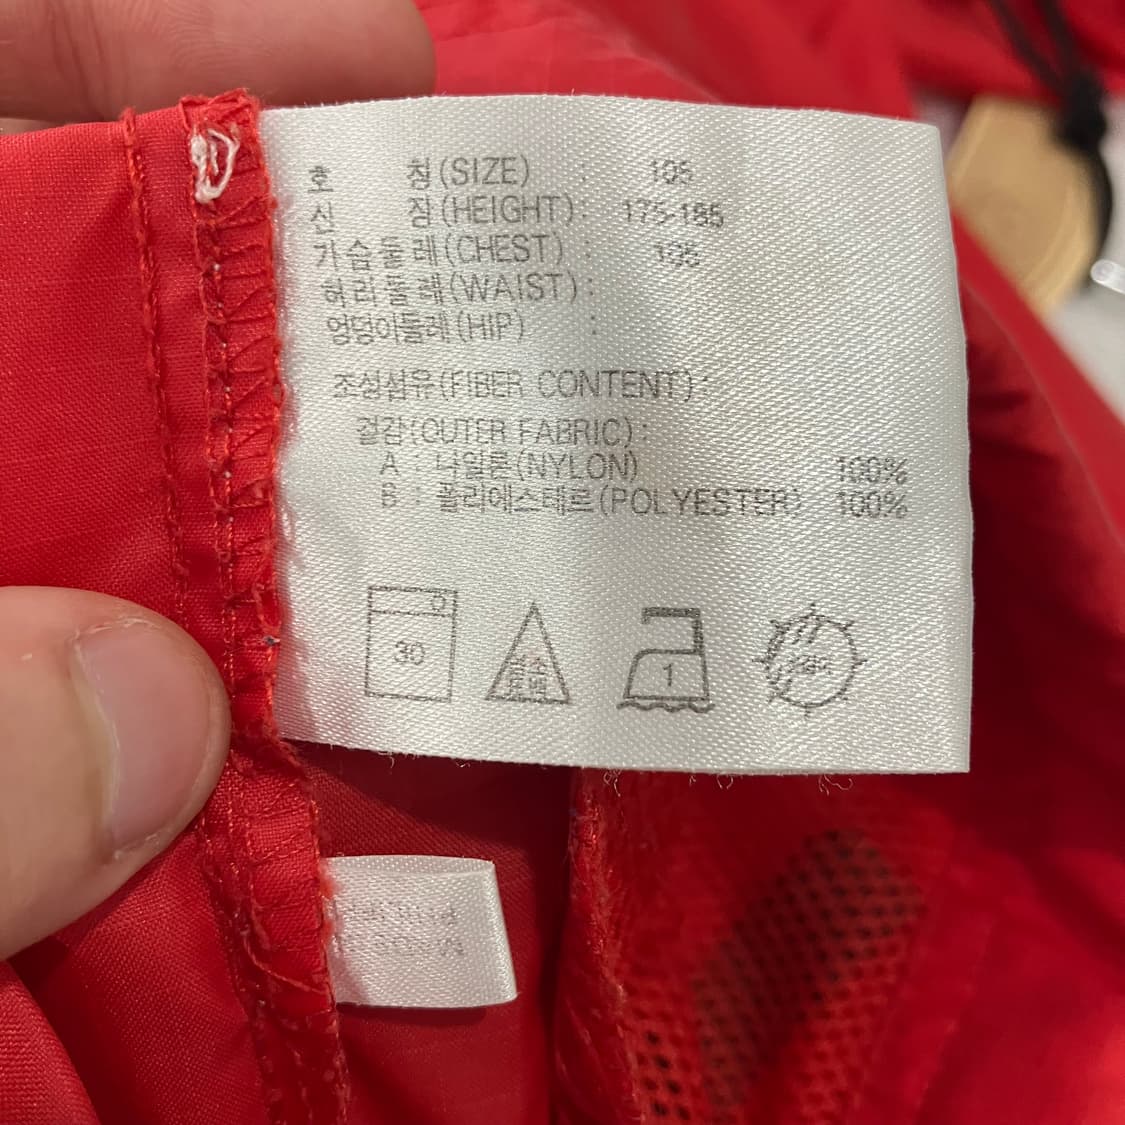 호 칭(SIZE) : 105
신 장(HEIGHT): 175-185
가슴둘레(CHEST) : 105
허리둘레(WAIST):
엉덩이둘레(HIP) :
조성섬유(FIBER CONTENT):
겉감(OUTER FABRIC):
A : 나일론(NYLON) 100%
B : 폴리에스테르(POLYESTER) 100%
30
1